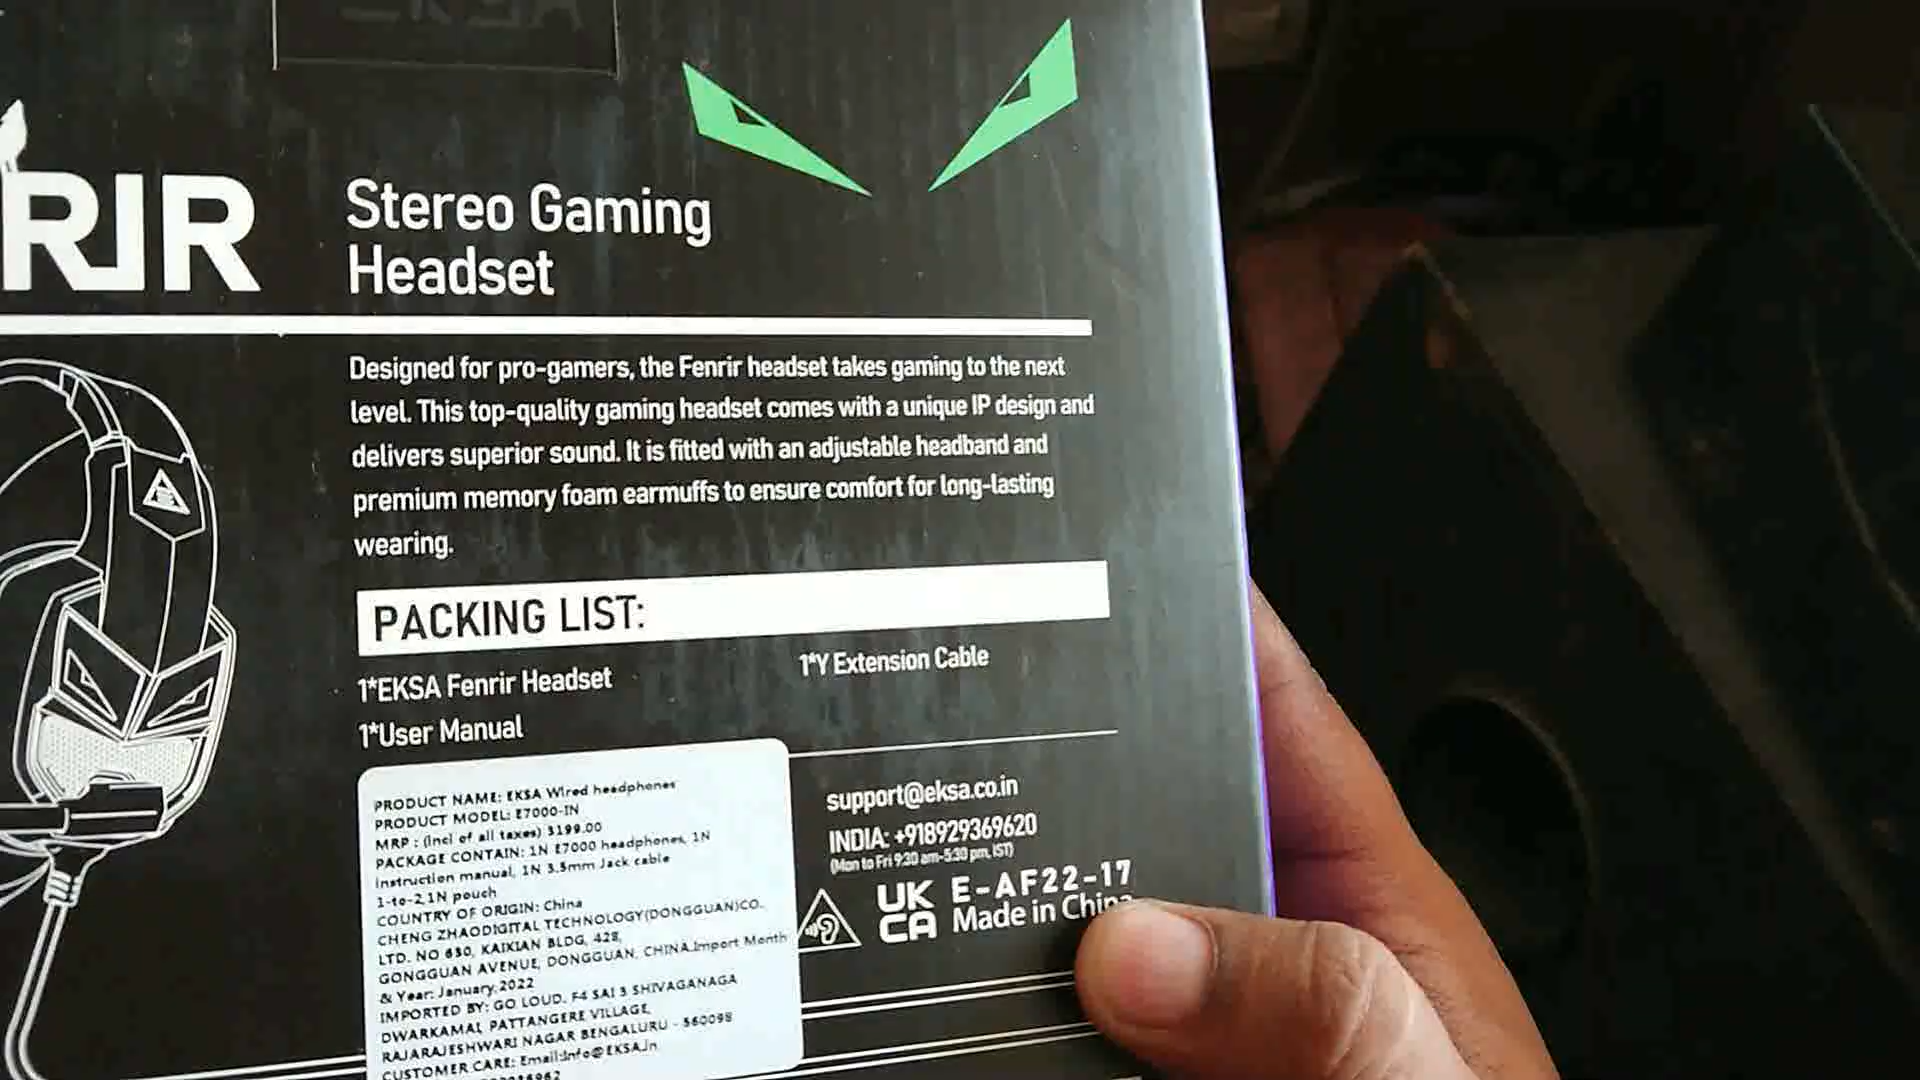 EKSA
RIR
Stereo Gaming
Headset
Designed for pro-gamers, the Fenrir headset takes gaming to the next
level. This top-quality gaming headset comes with a unique IP design and
delivers superior sound. It is fitted with an adjustable headband and
premium memory foam earmuffs to ensure comfort for long-lasting
wearing.
PACKING LIST:
1*EKSA Fenrir Headset
1*Y Extension Cable
1*User Manual
PRODUCT NAME: EKSA Wired headphones
PRODUCT MODEL: E7000-IN
MRP : (Incl of all taxes) 3199.00
PACKAGE CONTAIN: 1N E7000 headphones, 1N
instruction manual, 1N 3.5mm Jack cable
1-to-2,1N pouch
COUNTRY OF ORIGIN: China
CHENG ZHAODIGITAL TECHNOLOGY(DONGGUAN)CO.,
LTD. NO 630, KAIXIAN BLDG, 428,
GONGGUAN AVENUE, DONGGUAN, CHINA.Import Month
& Year: January,2022
IMPORTED BY: GO LOUD. F4 SAI 3 SHIVAGANAGA
DWARKAMAI, PATTANGERE VILLAGE,
RAJARAJESHWARI NAGAR BENGALURU - 560098
CUSTOMER CARE: Email:Info@EKSA.in
support@eksa.co.in
INDIA: +918929369620
(Mon to Fri 9:30 am-5:30 pm, IST)
UK
CA
E-AF22-17
Made in China